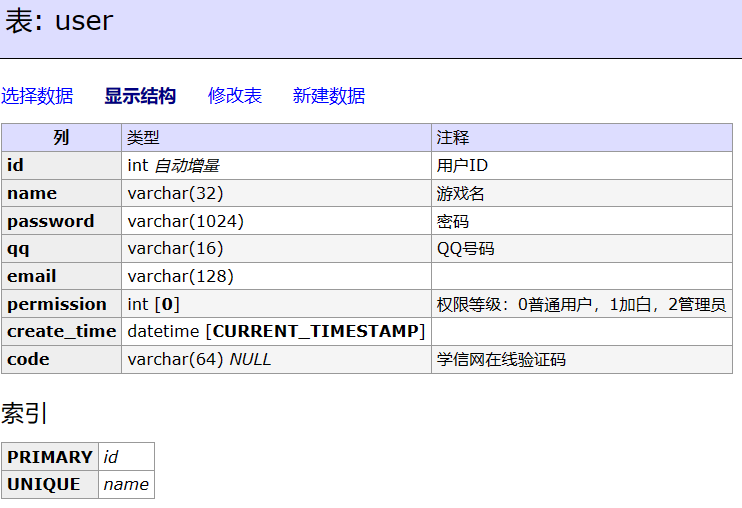 表: user
选择数据 显示结构 修改表 新建数据
列 类型 注释
id int 自动增量 用户ID
name varchar(32) 游戏名
password varchar(1024) 密码
qq varchar(16) QQ号码
email varchar(128)
permission int [0] 权限等级：0普通用户，1加白，2管理员
create_time datetime [CURRENT_TIMESTAMP]
code varchar(64) NULL 学信网在线验证码
索引
PRIMARY id
UNIQUE name